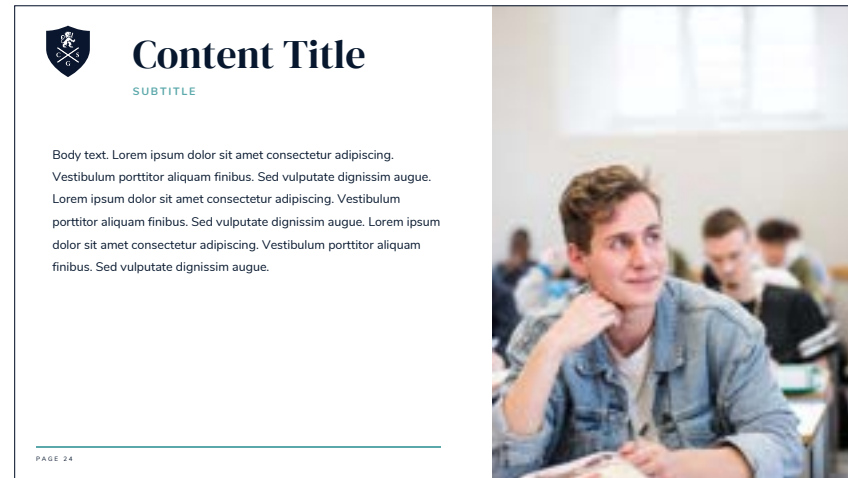 C S
G
Content Title
SUBTITLE
Body text. Lorem ipsum dolor sit amet consectetur adipiscing.
Vestibulum porttitor aliquam finibus. Sed vulputate dignissim augue.
Lorem ipsum dolor sit amet consectetur adipiscing. Vestibulum
porttitor aliquam finibus. Sed vulputate dignissim augue. Lorem ipsum
dolor sit amet consectetur adipiscing. Vestibulum porttitor aliquam
finibus. Sed vulputate dignissim augue.
PAGE 24